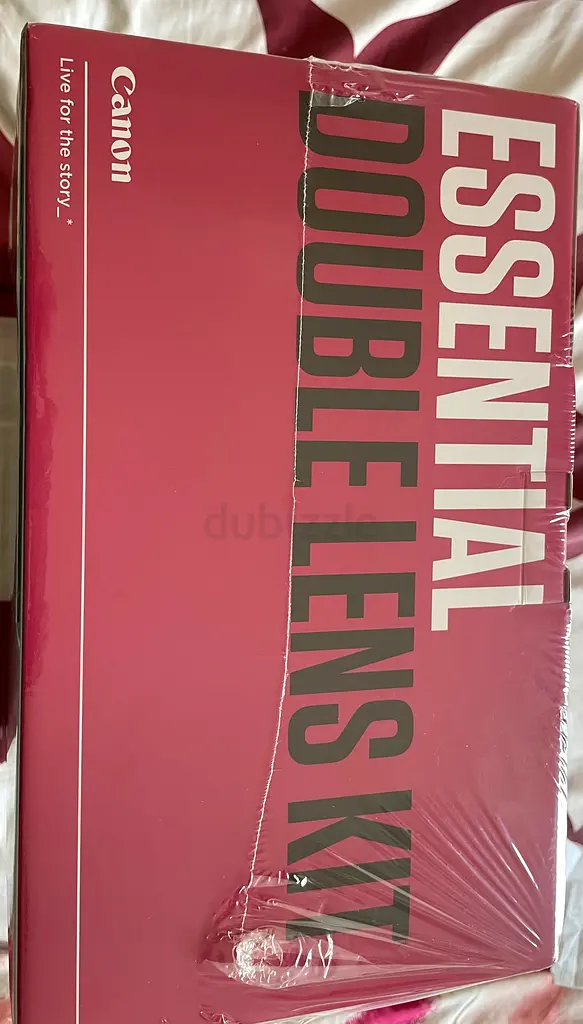 ESSENTIAL
DOUBLE LENS KIT
Canon
Live for the story_*
dubizzle